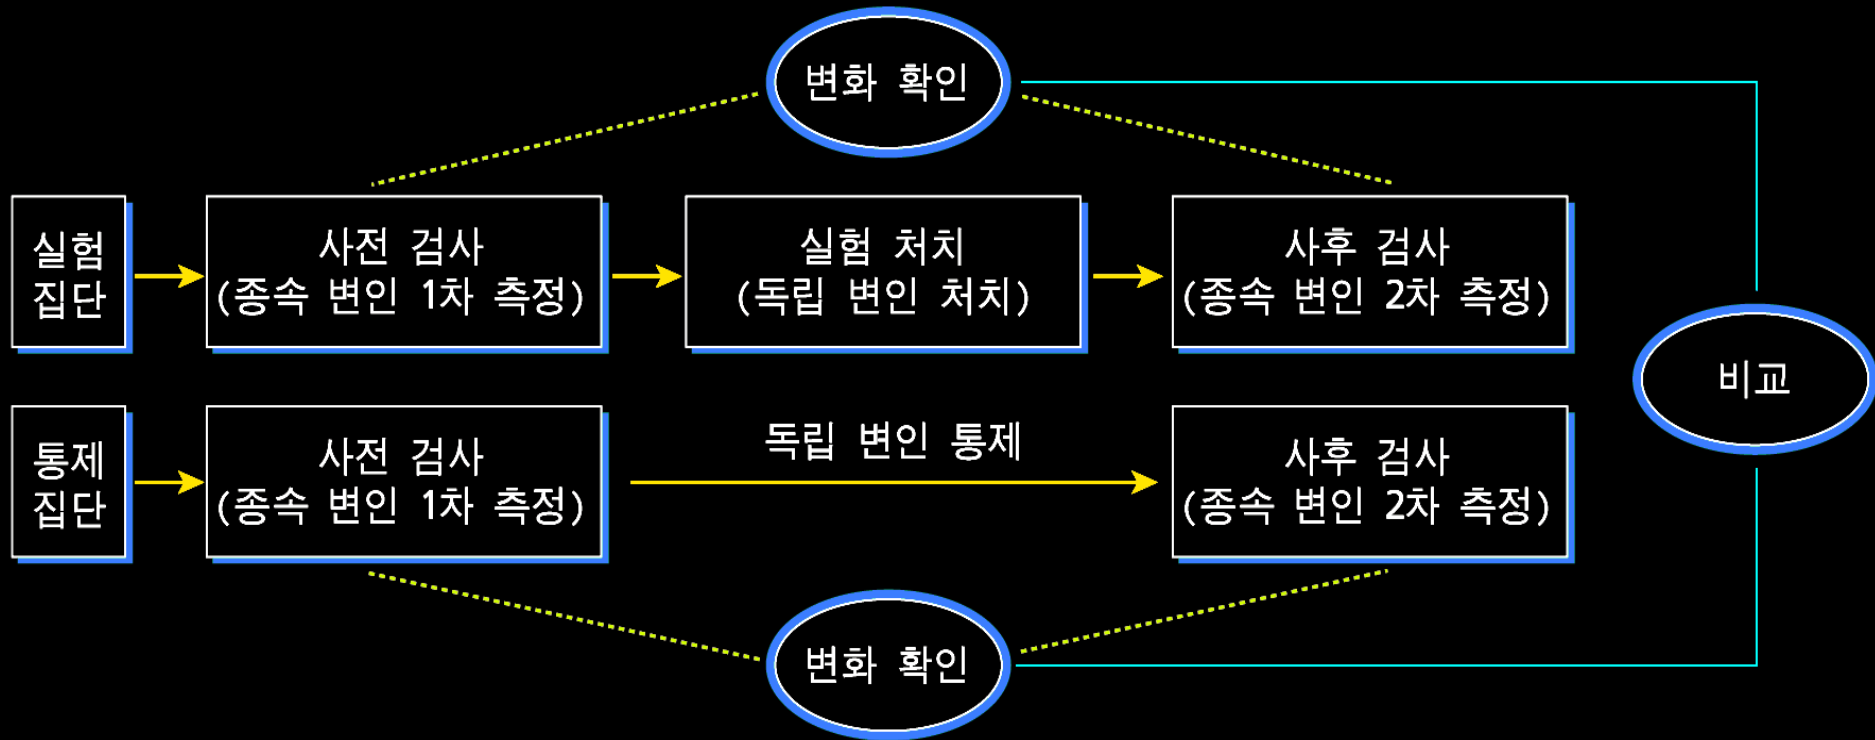 변화 확인
실험
집단
사전 검사
(종속 변인 1차 측정)
실험 처치
(독립 변인 처치)
사후 검사
(종속 변인 2차 측정)
비교
통제
집단
사전 검사
(종속 변인 1차 측정)
독립 변인 통제
사후 검사
(종속 변인 2차 측정)
변화 확인